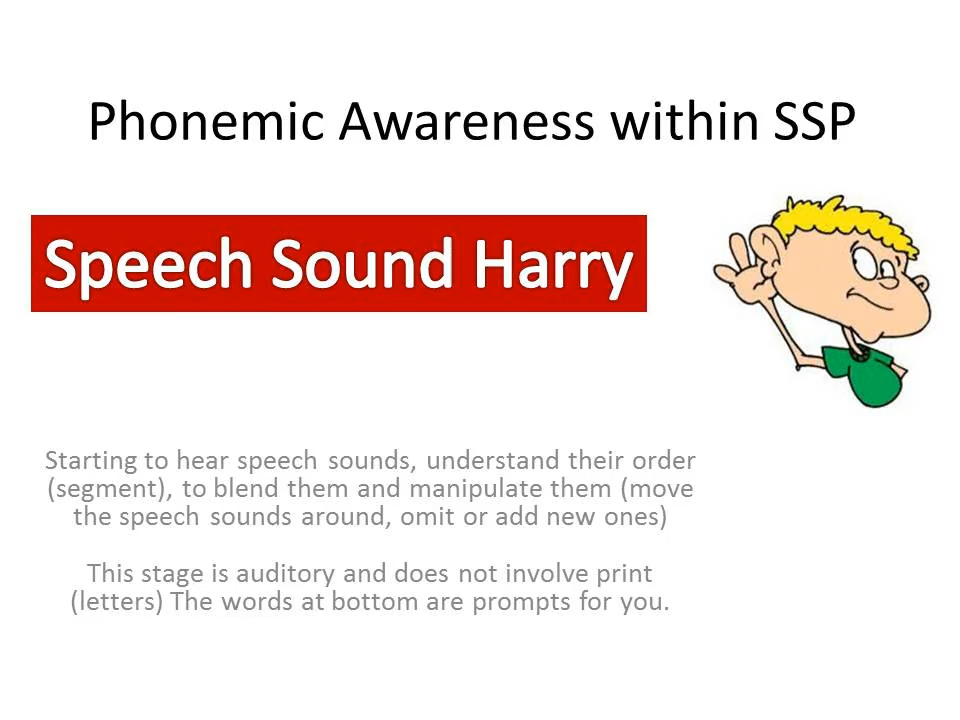 Phonemic Awareness within SSP
Speech Sound Harry
Starting to hear speech sounds, understand their order
(segment), to blend them and manipulate them (move
the speech sounds around, omit or add new ones)
This stage is auditory and does not involve print
(letters) The words at bottom are prompts for you.